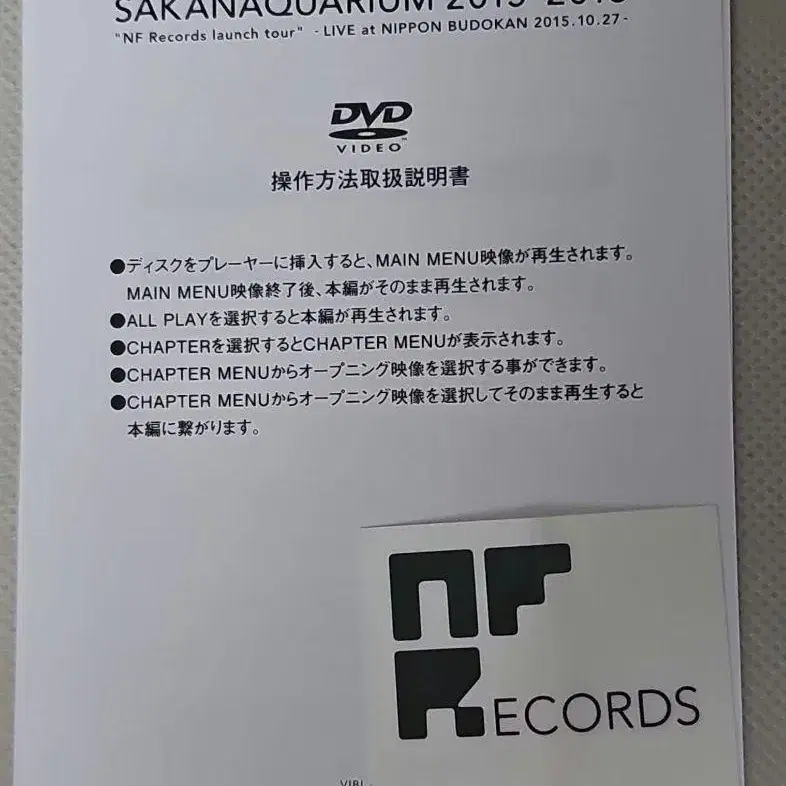 SAKANAQUARIUM 2015-2016
"NF Records launch tour" - LIVE at NIPPON BUDOKAN 2015.10.27 -
DVD
VIDEO
操作方法取扱説明書
●ディスクをプレーヤーに挿入すると、MAIN MENU映像が再生されます。
MAIN MENU映像終了後、本編がそのまま再生されます。
●ALL PLAYを選択すると本編が再生されます。
●CHAPTERを選択するとCHAPTER MENUが表示されます。
●CHAPTER MENUからオープニング映像を選択する事ができます。
●CHAPTER MENUからオープニング映像を選択してそのまま再生すると
本編に繋がります。
NF
RECORDS